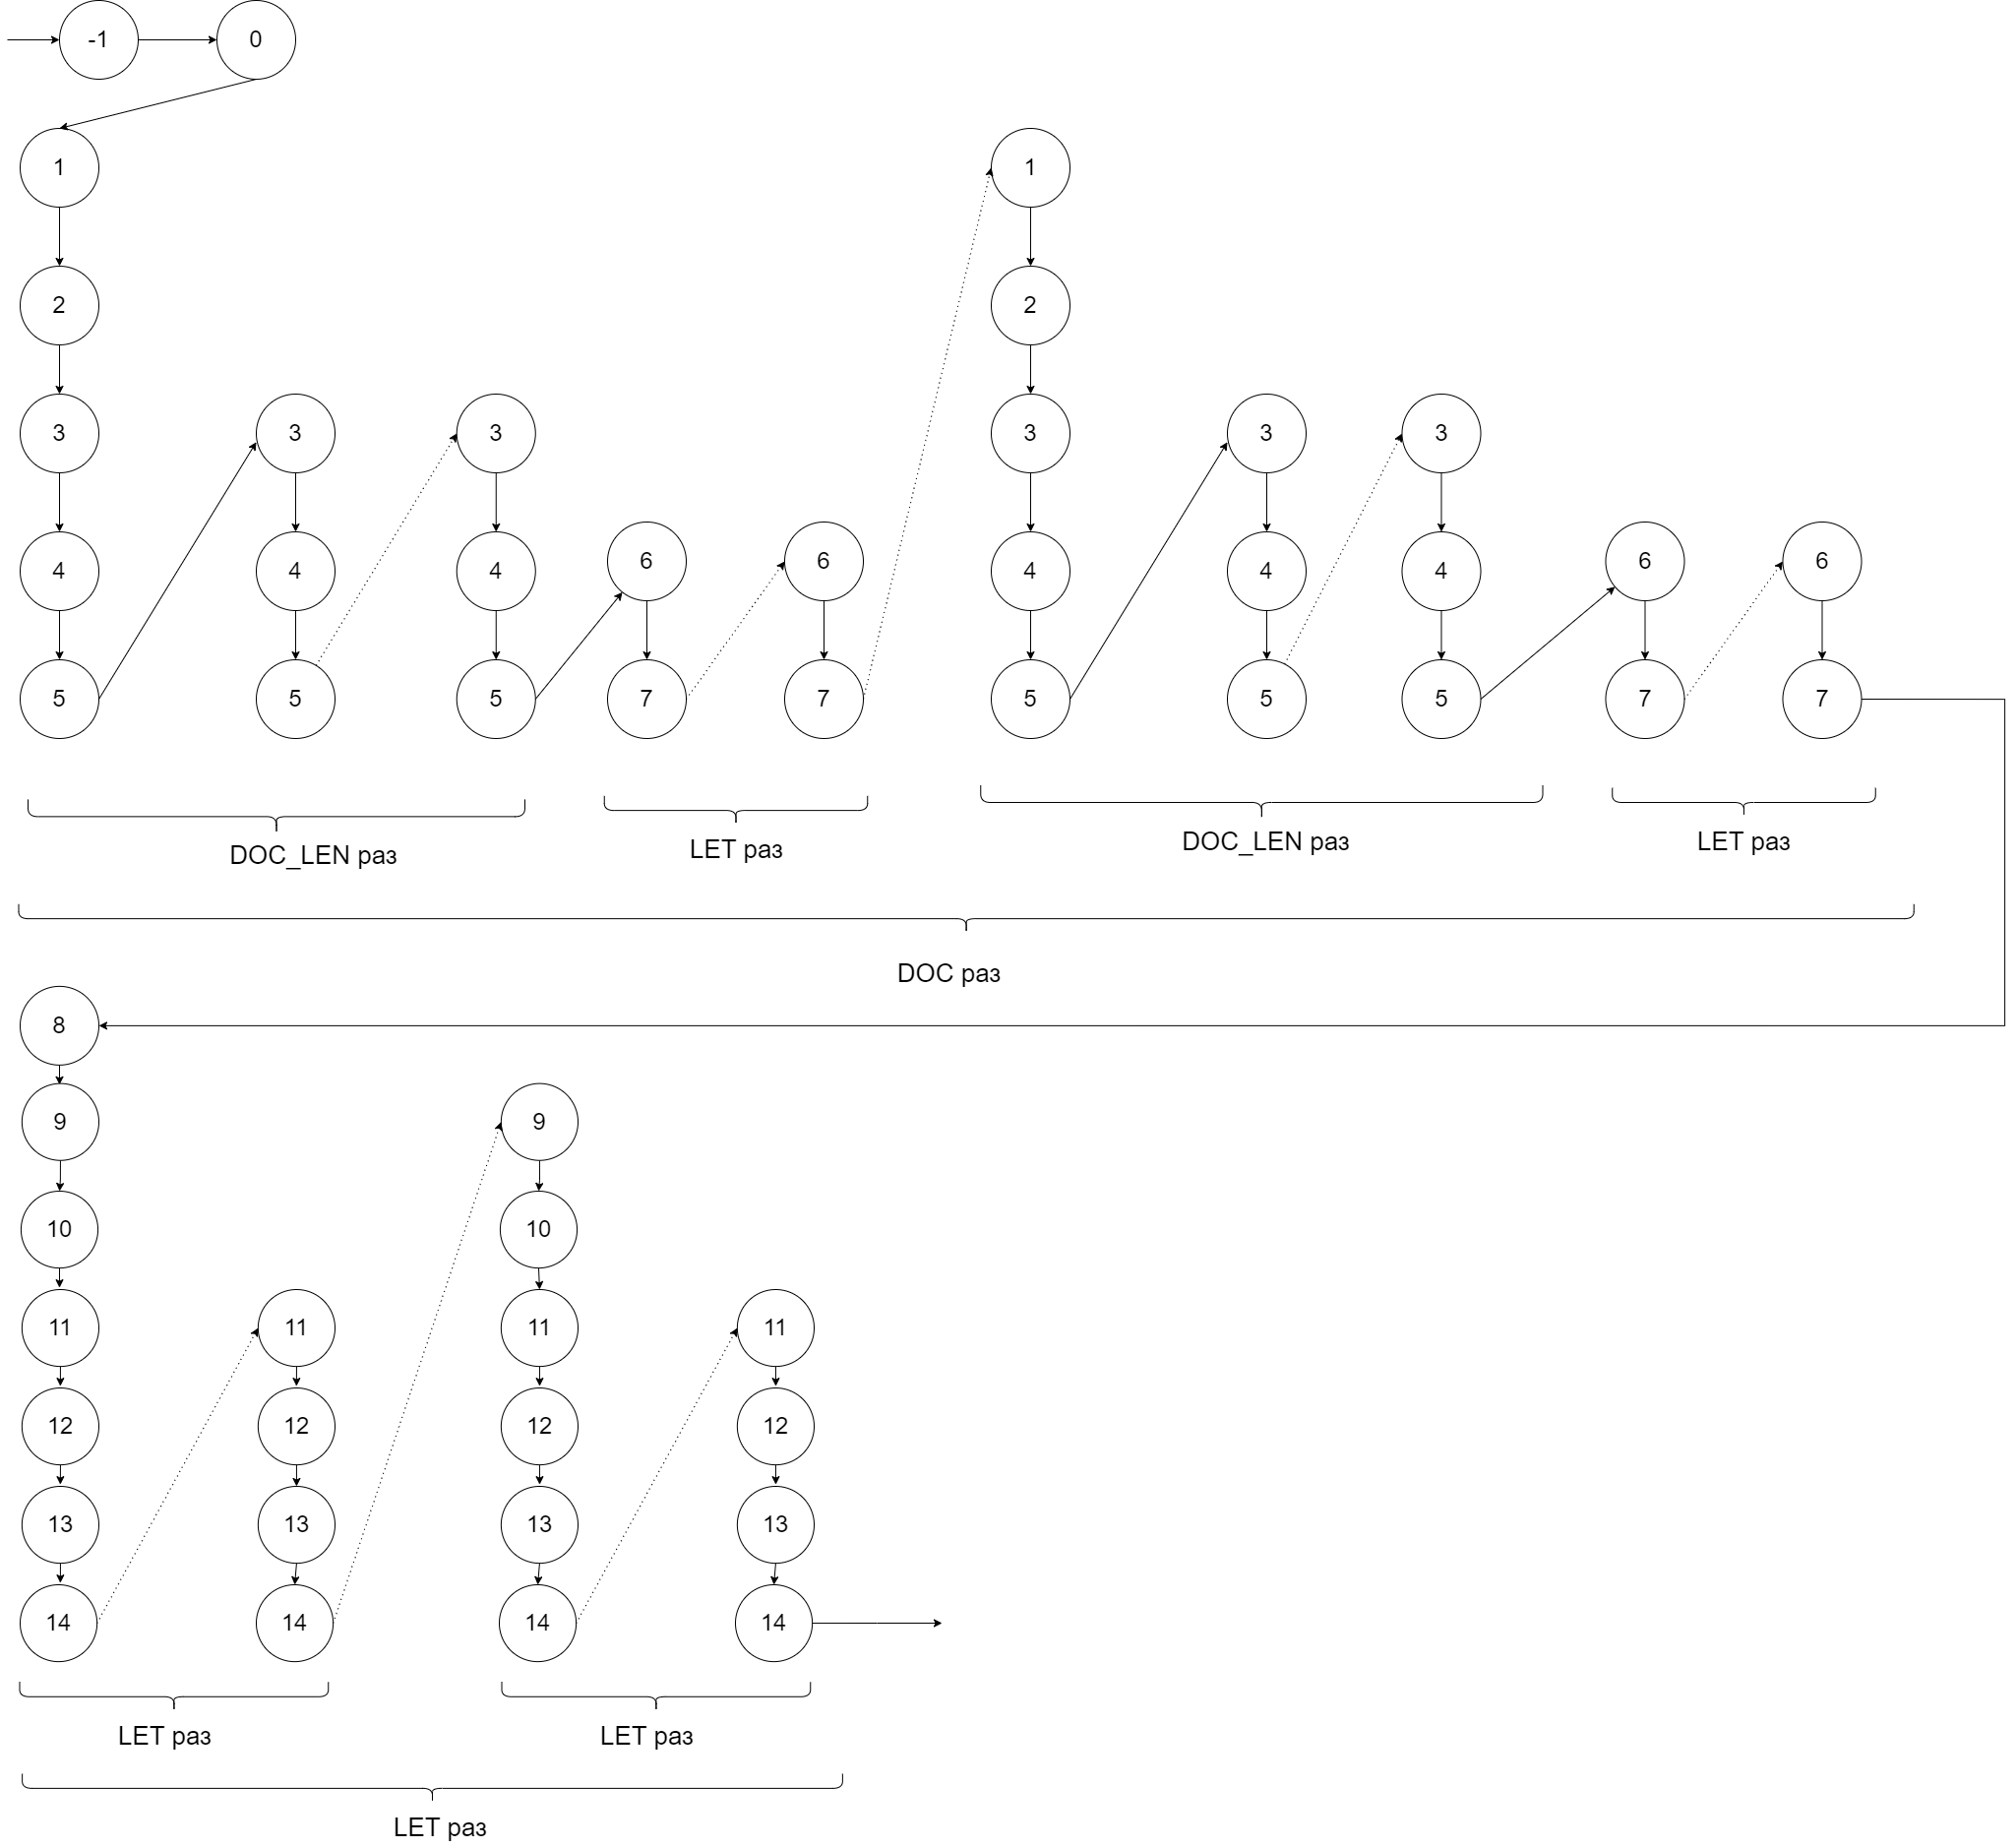 -1 0
1 1
2 2
3 3 3 3 3 3
6 6 6 6
4 4 4 4 4 4
5 5 5 7 7 5 5 5 7 7
DOC_LEN раз LET раз DOC_LEN раз LET раз
DOC раз
8
9 9
10 10
11 11 11 11
12 12 12 12
13 13 13 13
14 14 14 14
LET раз LET раз
LET раз